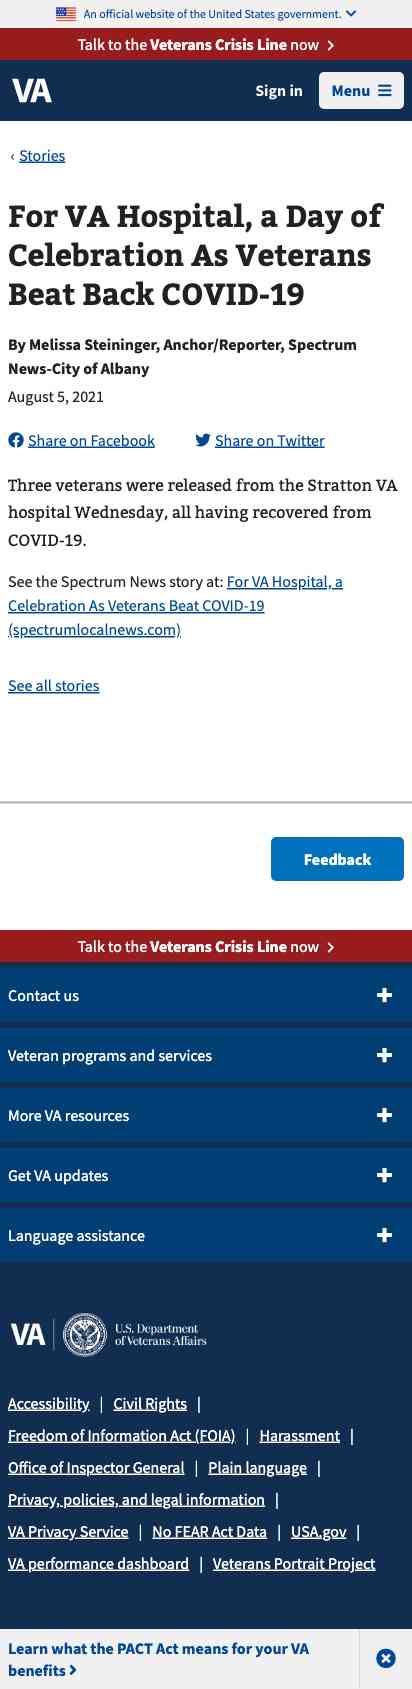 An official website of the United States government.
Talk to the Veterans Crisis Line now
VA
Sign in
Menu
‹ Stories
For VA Hospital, a Day of
Celebration As Veterans
Beat Back COVID-19
By Melissa Steininger, Anchor/Reporter, Spectrum
News-City of Albany
August 5, 2021
Share on Facebook
Share on Twitter
Three veterans were released from the Stratton VA
hospital Wednesday, all having recovered from
COVID-19.
See the Spectrum News story at: For VA Hospital, a
Celebration As Veterans Beat COVID-19
(spectrumlocalnews.com)
See all stories
Feedback
Talk to the Veterans Crisis Line now
Contact us
Veteran programs and services
More VA resources
Get VA updates
Language assistance
VA | U.S. Department
of Veterans Affairs
Accessibility | Civil Rights |
Freedom of Information Act (FOIA) | Harassment |
Office of Inspector General | Plain language |
Privacy, policies, and legal information |
VA Privacy Service | No FEAR Act Data | USA.gov |
VA performance dashboard | Veterans Portrait Project
Learn what the PACT Act means for your VA
benefits